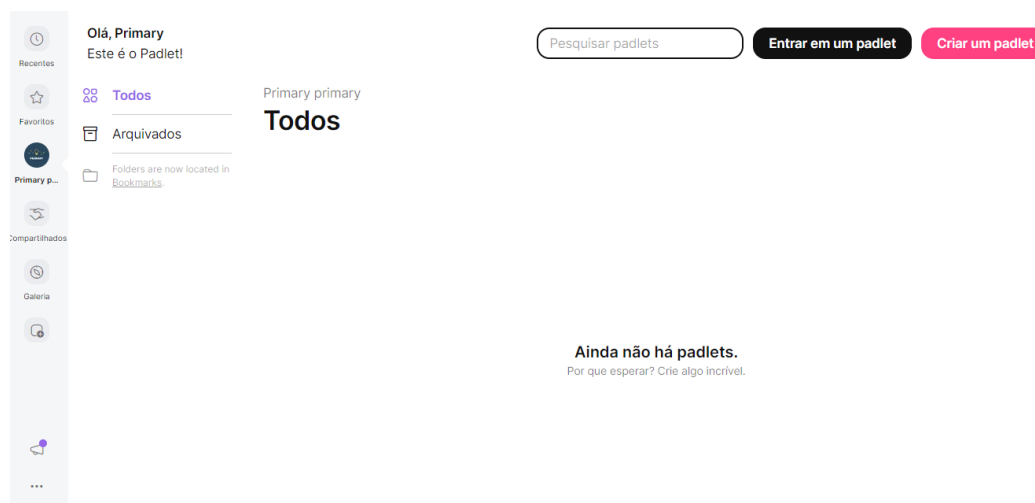 Recentes
Favoritos
Primary p...
Compartilhados
Galeria
Olá, Primary
Este é o Padlet!
Pesquisar padlets
Entrar em um padlet
Criar um padlet
Todos
Arquivados
Folders are now located in
Bookmarks.
Primary primary
Todos
Ainda não há padlets.
Por que esperar? Crie algo incrível.